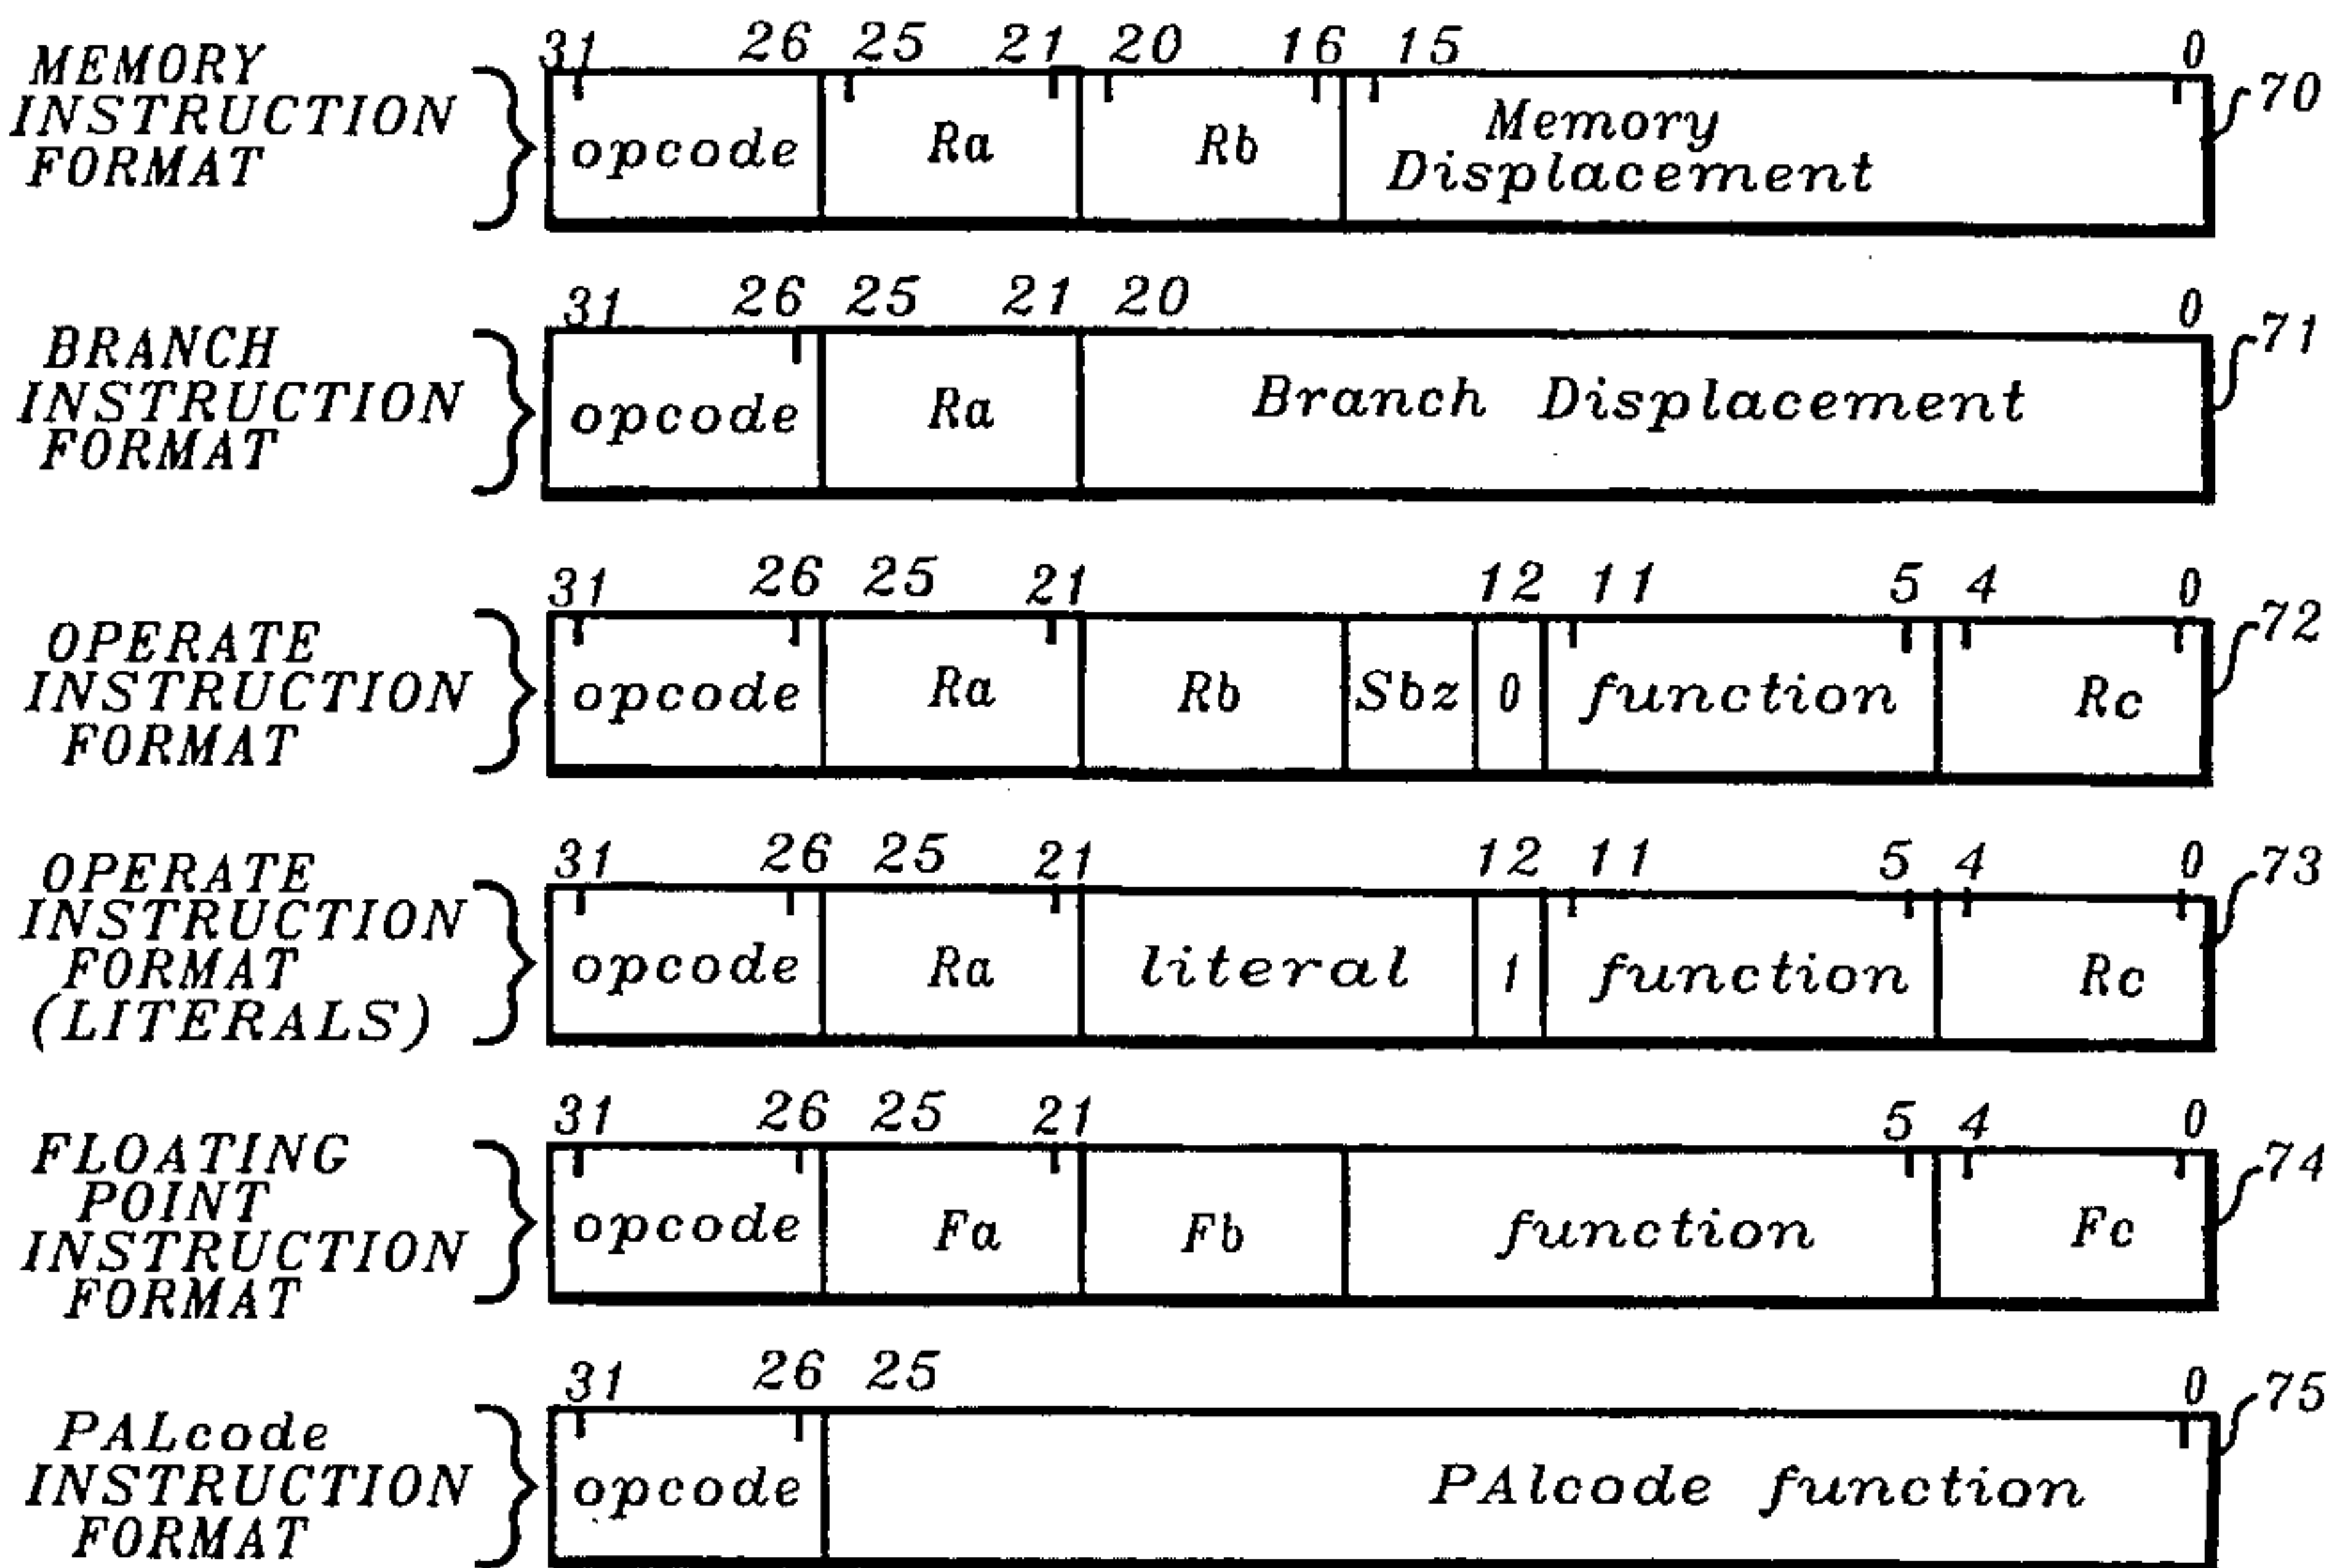 31 26 25 21 20 16 15 0
MEMORY
INSTRUCTION
FORMAT
opcode Ra Rb Memory
Displacement
70
31 26 25 21 20 0
BRANCH
INSTRUCTION
FORMAT
opcode Ra Branch Displacement
71
31 26 25 21 12 11 5 4 0
OPERATE
INSTRUCTION
FORMAT
opcode Ra Rb Sbz 0 function Rc
72
31 26 25 21 12 11 5 4 0
OPERATE
INSTRUCTION
FORMAT
(LITERALS)
opcode Ra literal 1 function Rc
73
31 26 25 21 5 4 0
FLOATING
POINT
INSTRUCTION
FORMAT
opcode Fa Fb function Fc
74
31 26 25 0
PALcode
INSTRUCTION
FORMAT
opcode PAlcode function
75